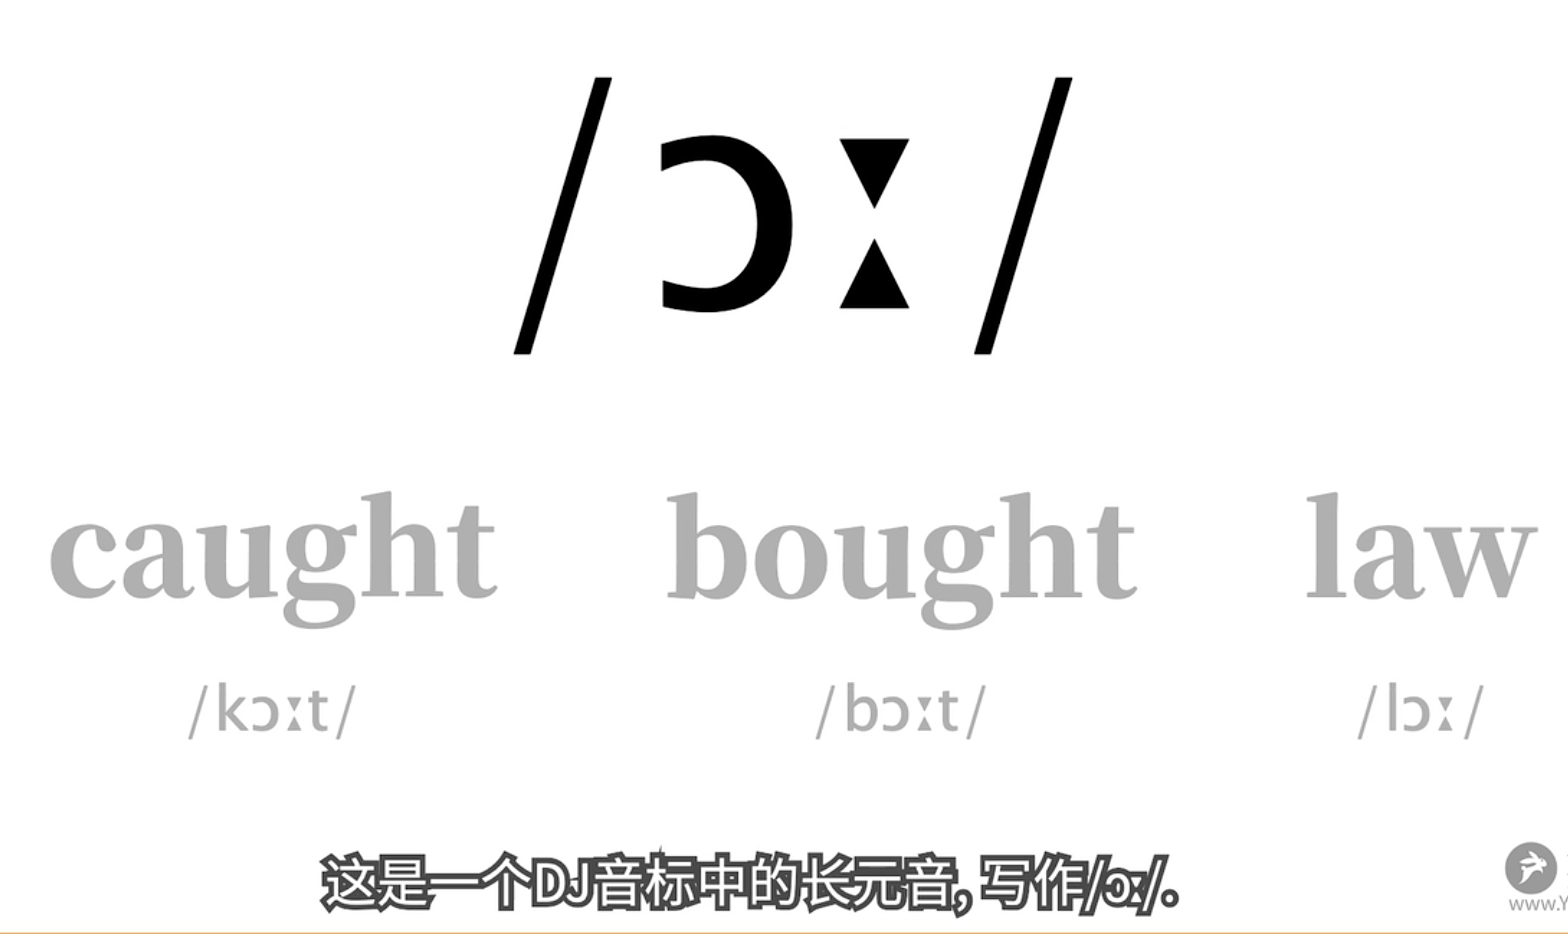 /ɔː/
caught bought law
/kɔːt/ /bɔːt/ /lɔː/
这是一个DJ音标中的长元音, 写作/ɔː/.
www.Y